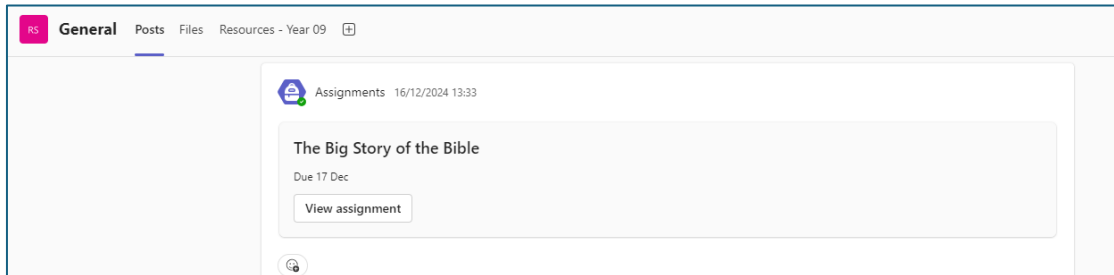 RS General Posts Files Resources - Year 09
Assignments 16/12/2024 13:33
The Big Story of the Bible
Due 17 Dec
View assignment